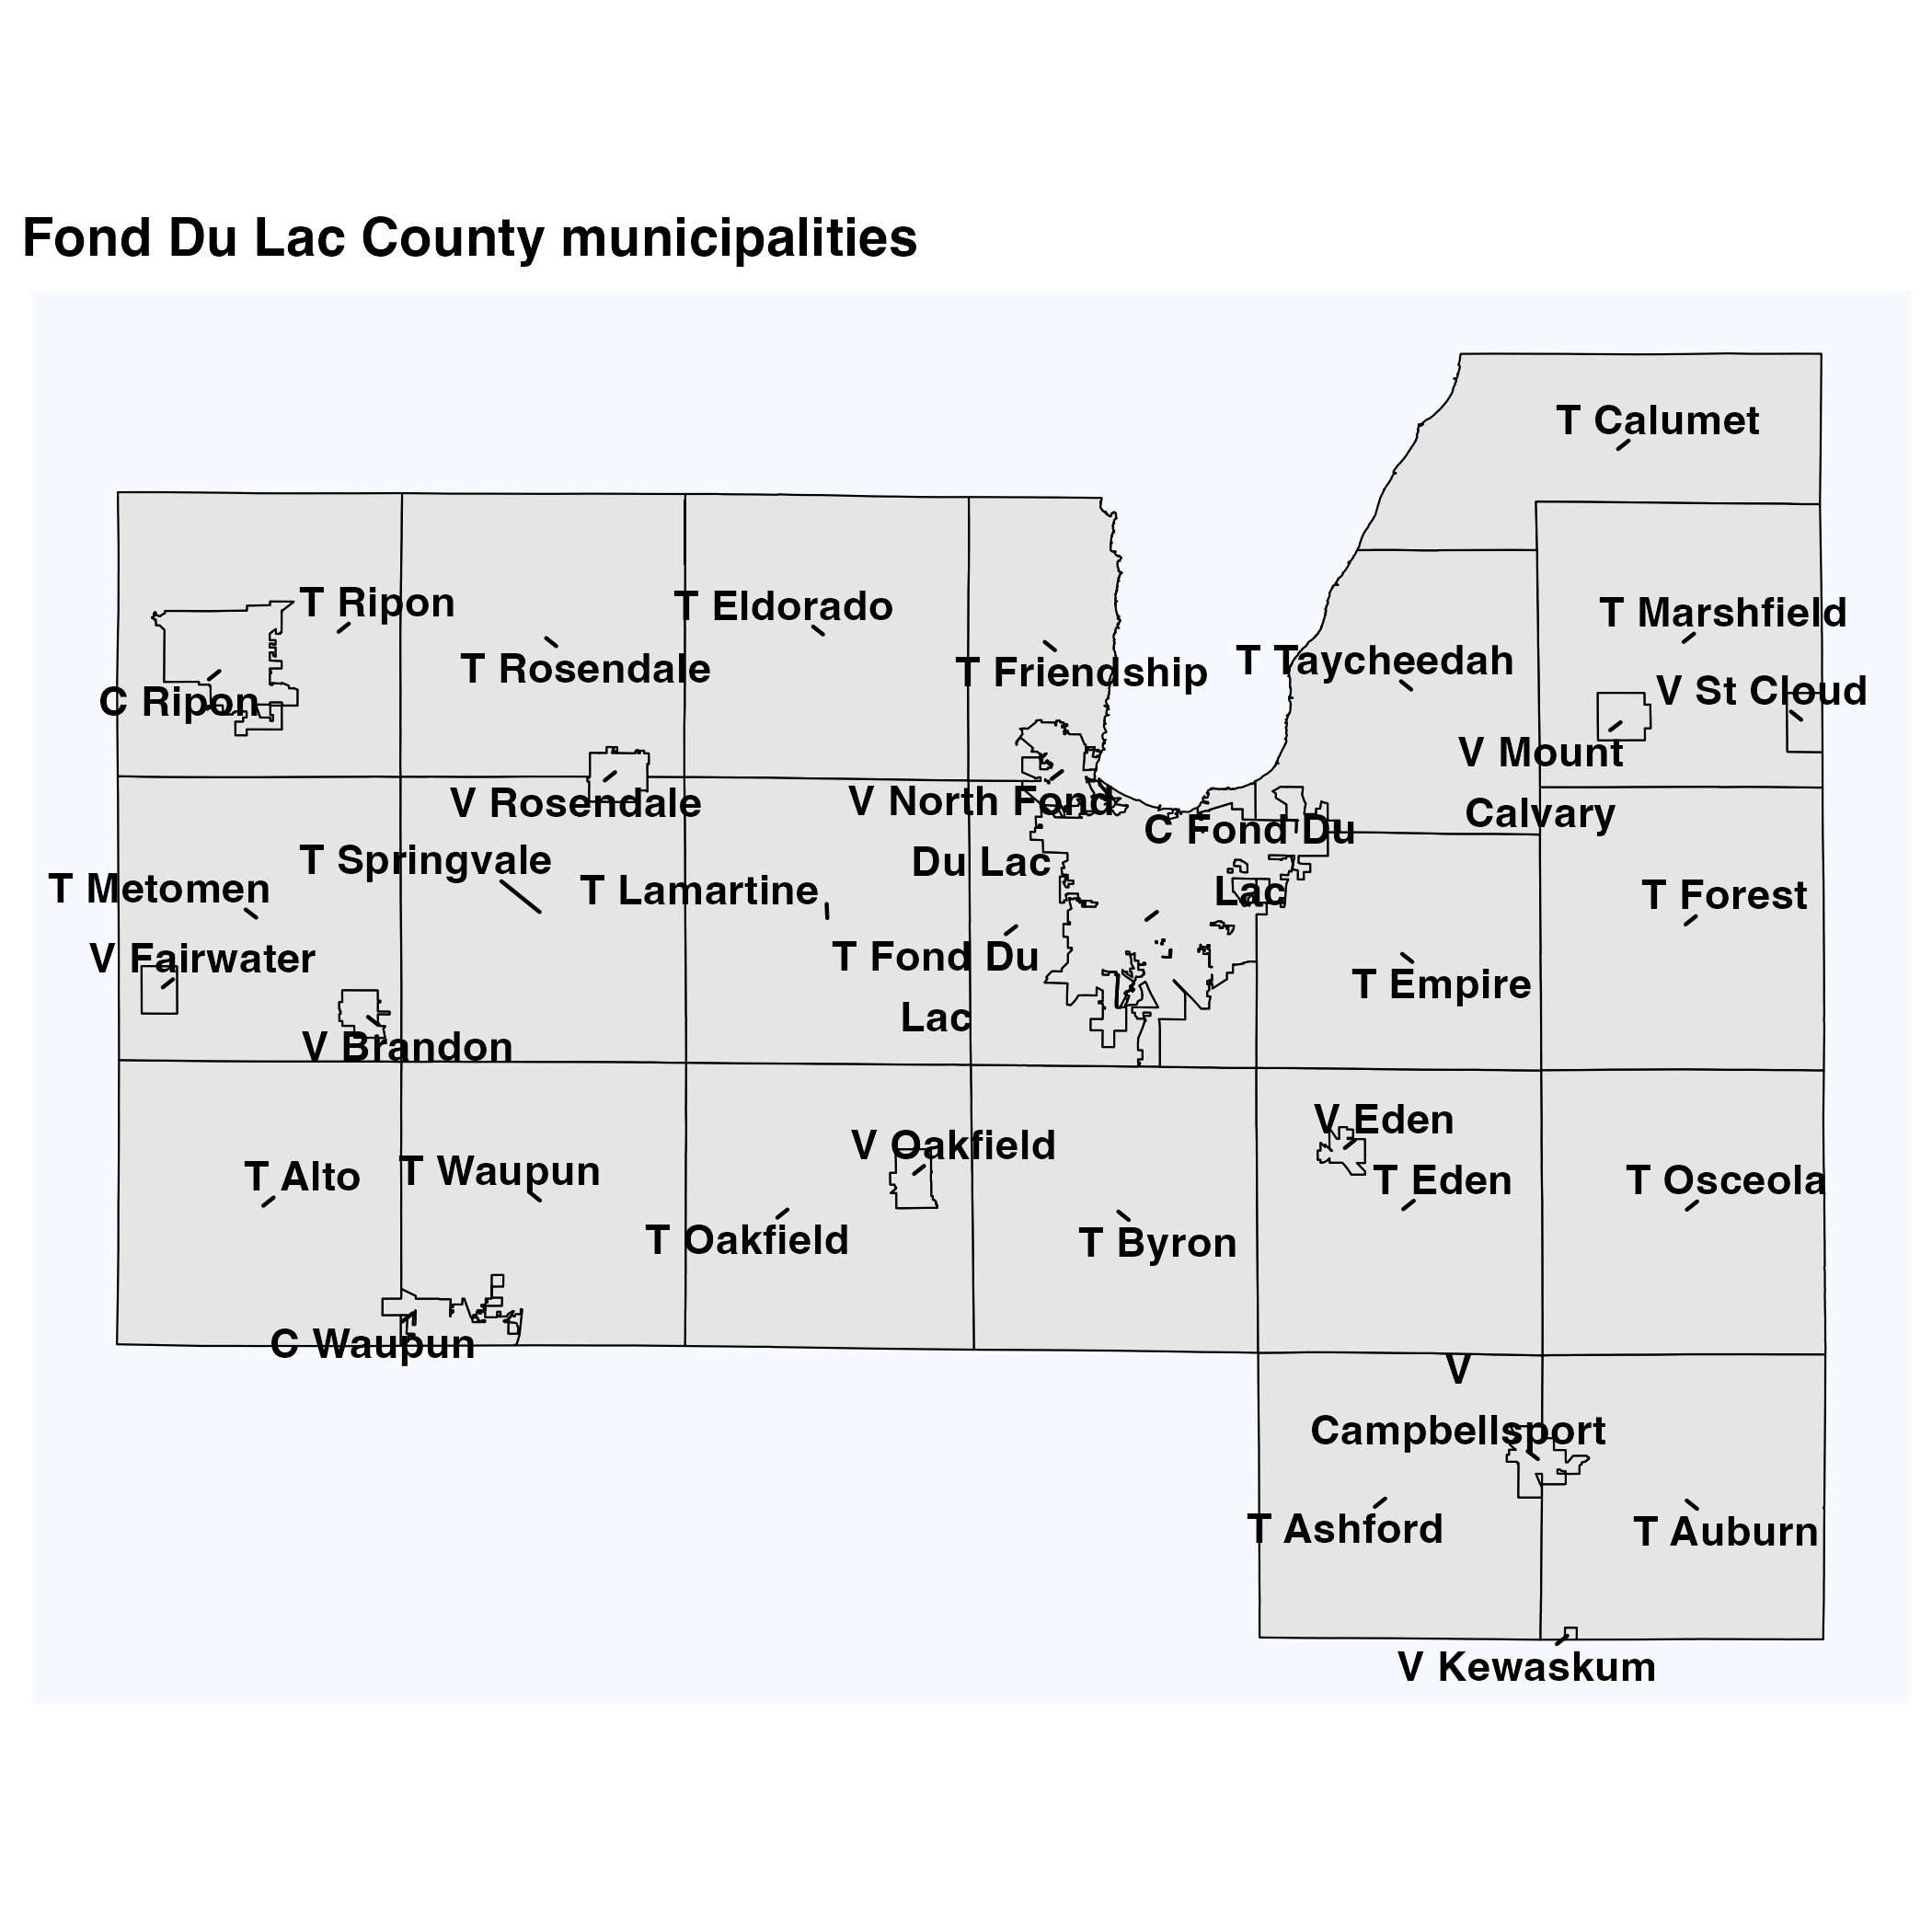 Fond Du Lac County municipalities
T Calumet
T Ripon
T Eldorado
T Marshfield
T Rosendale
T Friendship
T Taycheedah
V St Cloud
C Ripon
V Mount
Calvary
V Rosendale
V North Fond
Du Lac
C Fond Du
Lac
T Springvale
T Metomen
T Lamartine
T Forest
V Fairwater
T Fond Du
Lac
T Empire
V Brandon
V Eden
V Oakfield
T Alto
T Waupun
T Eden
T Osceola
T Oakfield
T Byron
C Waupun
V
Campbellsport
T Ashford
T Auburn
V Kewaskum